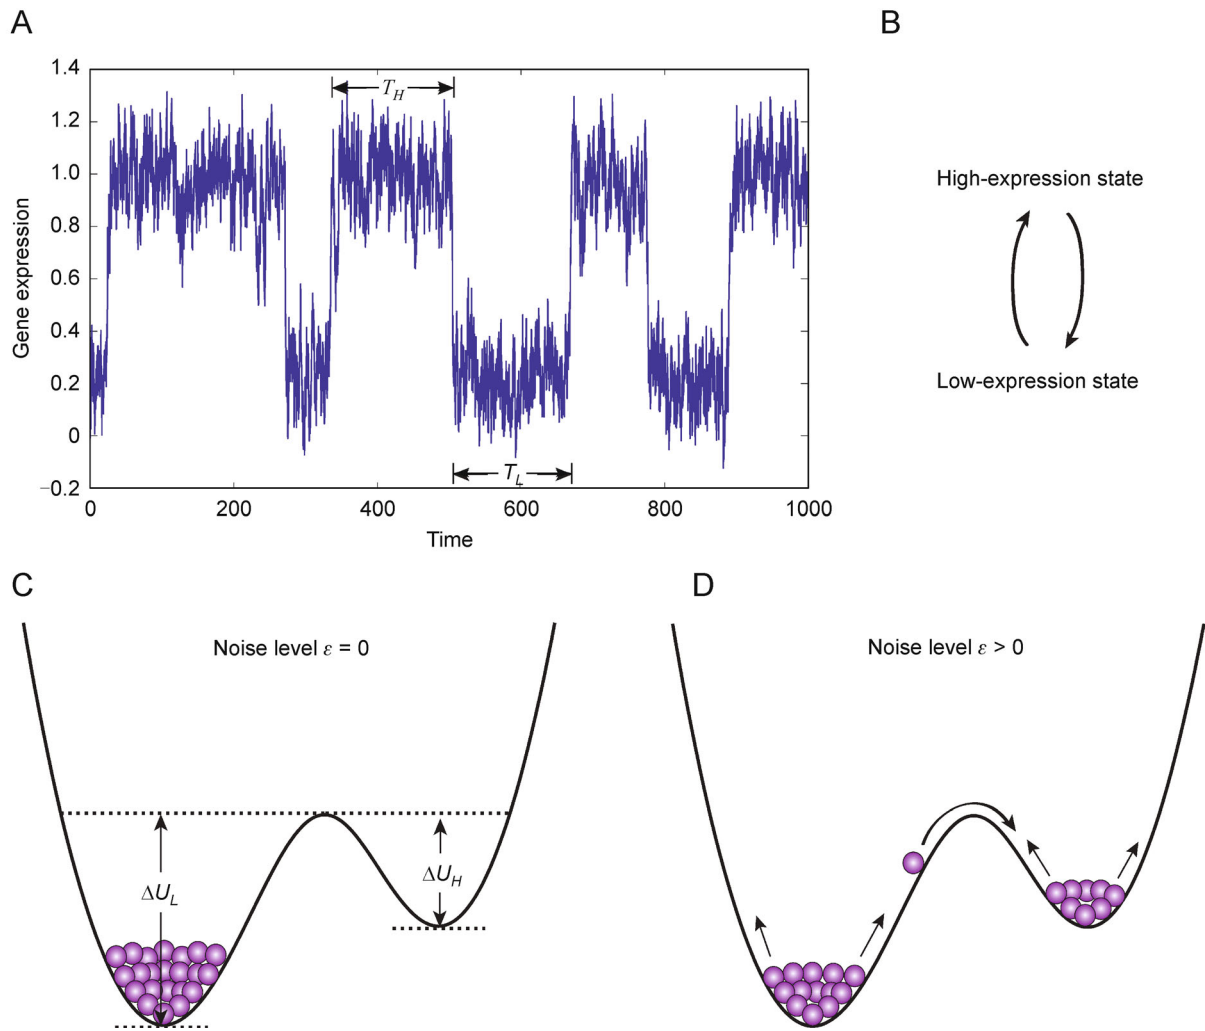 A
B
1.4
1.2
1.0
0.8
0.6
0.4
0.2
0
−0.2
Gene expression
T_H
T_L
0
200
400
600
800
1000
Time
High-expression state
Low-expression state
C
D
Noise level ε = 0
Noise level ε > 0
ΔU_L
ΔU_H